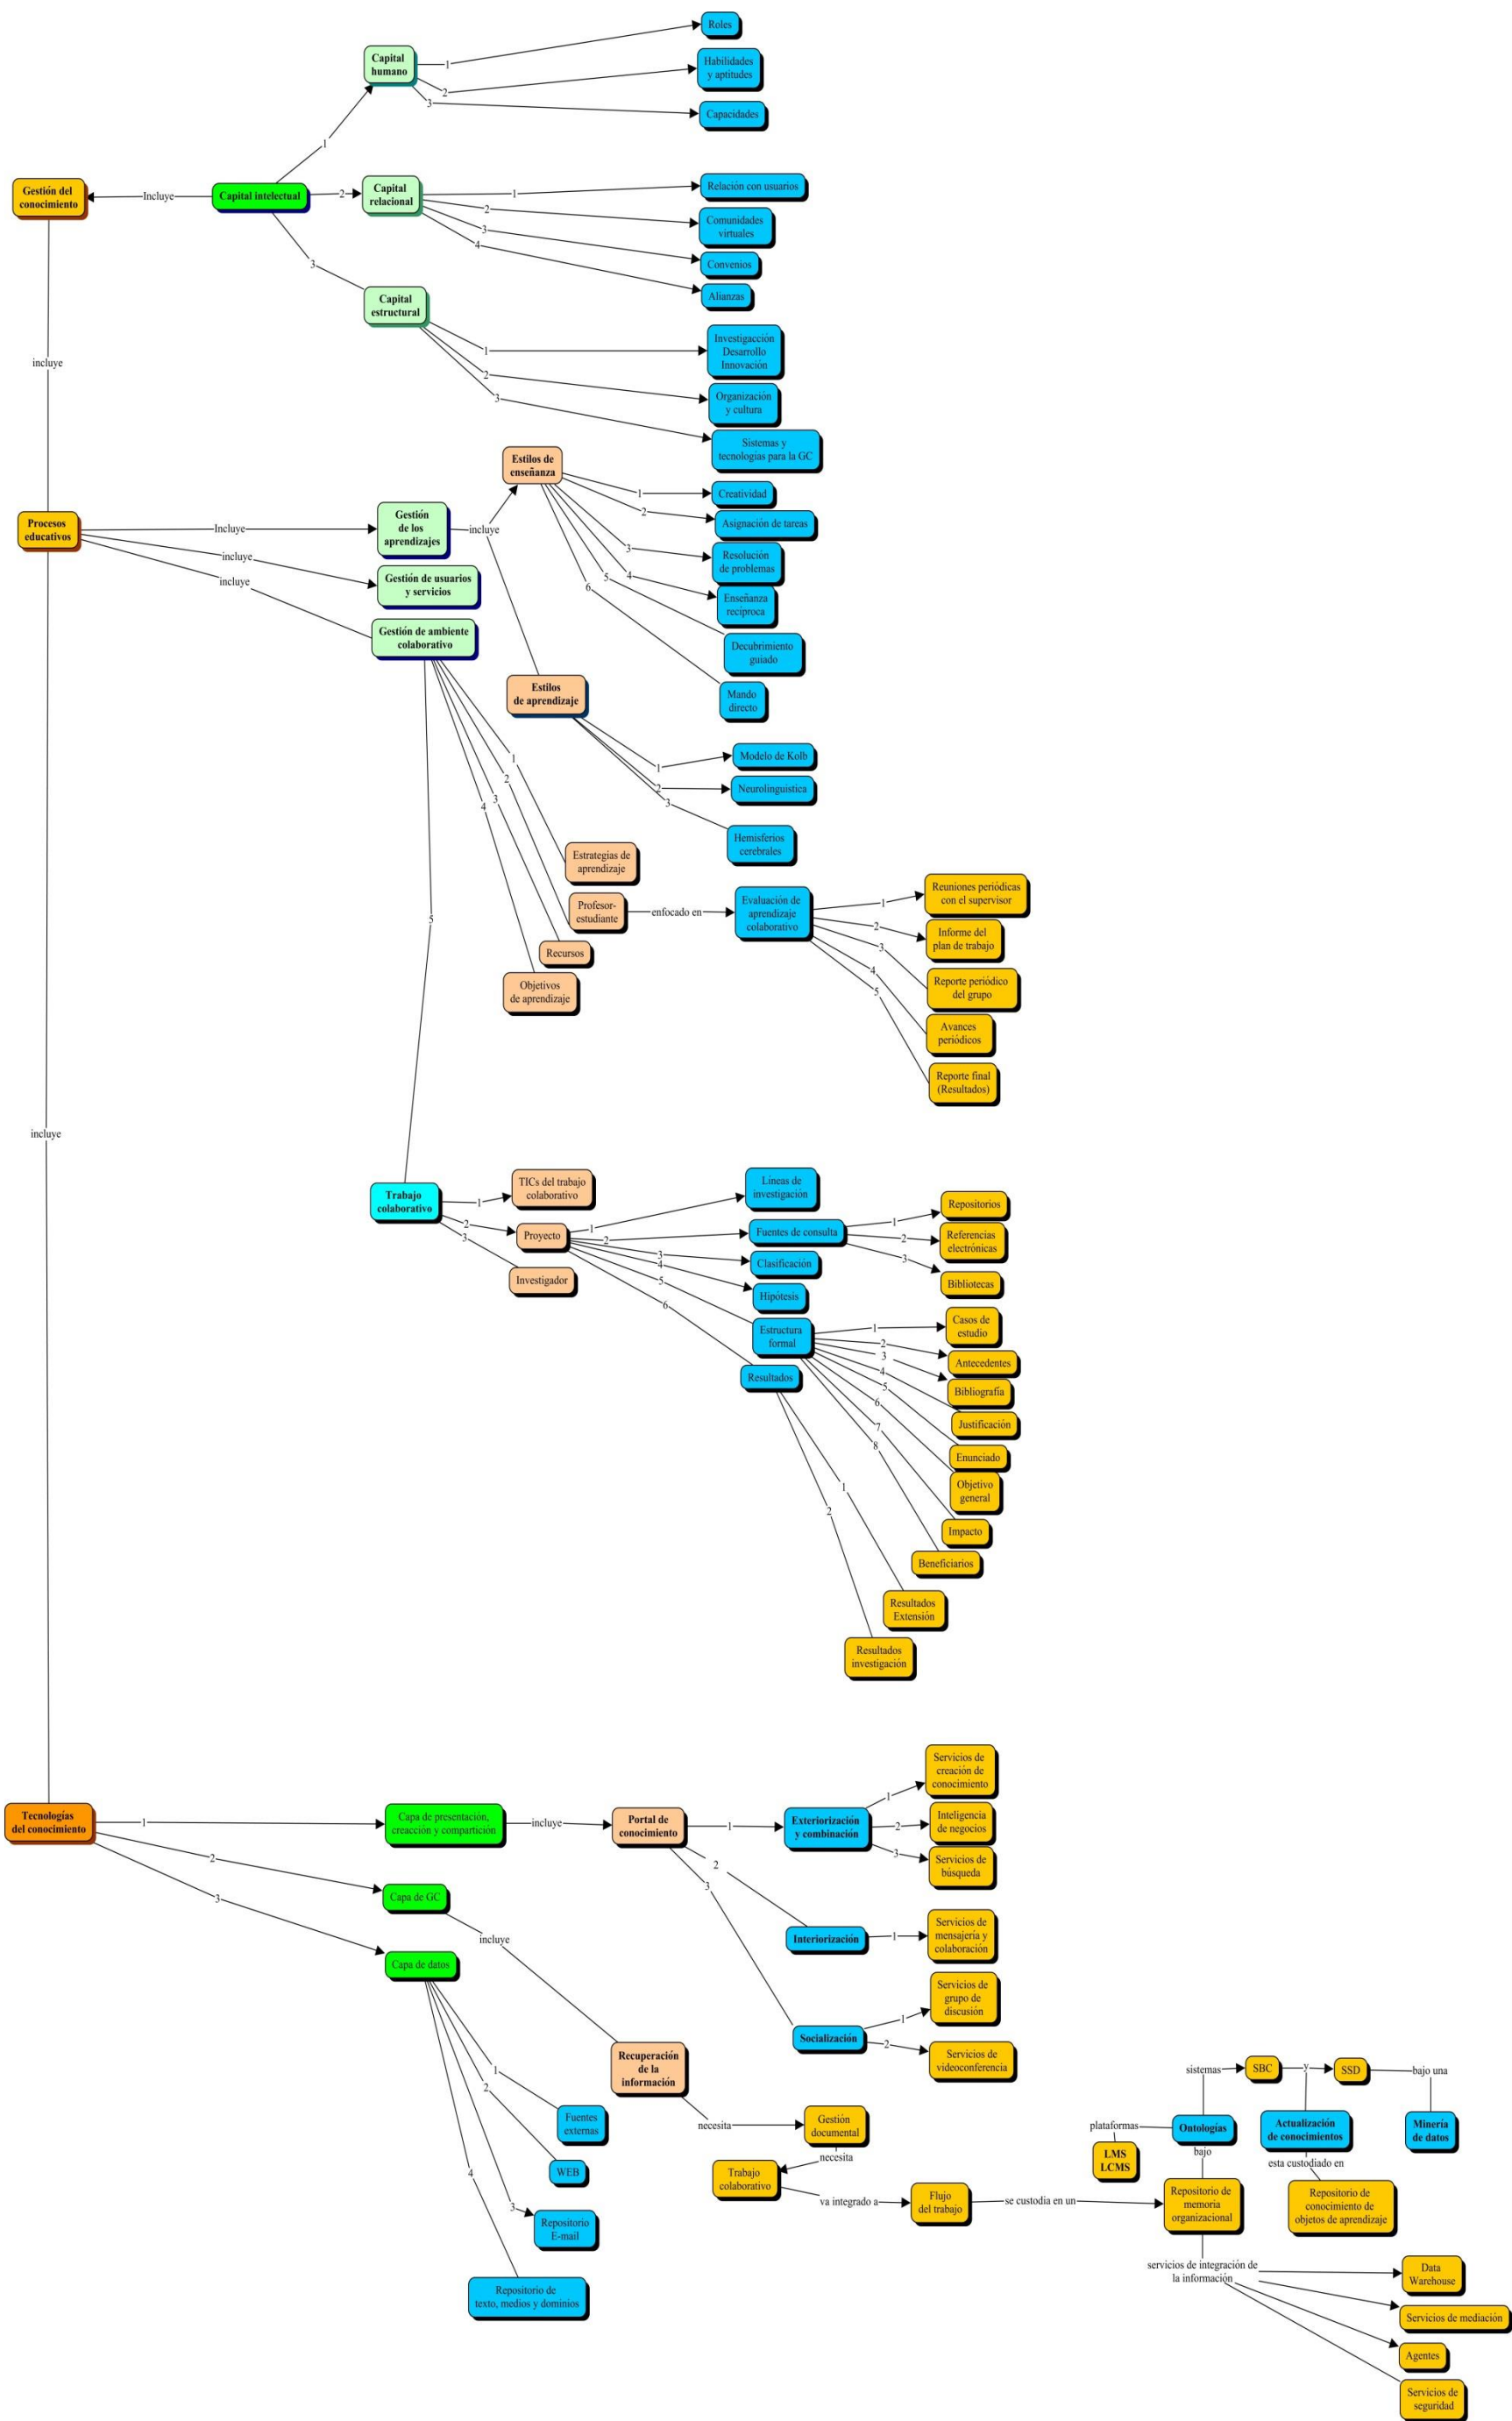 Roles
Capital
humano
1
Habilidades
y aptitudes
2
3
Capacidades
1
Gestión del
conocimiento
Incluye
Capital intelectual
2
Capital
relacional
1
Relación con usuarios
2
Comunidades
virtuales
3
Convenios
4
Alianzas
3
Capital
estructural
1
Investigacción
Desarrollo
Innovación
incluye
2
Organización
y cultura
3
Sistemas y
tecnologías para la GC
Estilos de
enseñanza
1
Creatividad
2
Asignación de tareas
Procesos
educativos
Incluye
Gestión
de los
aprendizajes
incluye
3
Resolución
de problemas
incluye
Gestión de usuarios
y servicios
4
Enseñanza
recíproca
incluye
5
Decubrimiento
guiado
6
Mando
directo
Gestión de ambiente
colaborativo
Estilos
de aprendizaje
1
Modelo de Kolb
2
Neurolinguistica
3
Hemisferios
cerebrales
1
Estrategias de
aprendizaje
2
Profesor-
estudiante
3
Recursos
4
Objetivos
de aprendizaje
5
enfocado en
Evaluación de
aprendizaje
colaborativo
1
Reuniones periódicas
con el supervisor
2
Informe del
plan de trabajo
3
Reporte periódico
del grupo
4
Avances
periódicos
5
Reporte final
(Resultados)
incluye
Trabajo
colaborativo
1
TICs del trabajo
colaborativo
2
Proyecto
3
Investigador
1
Líneas de
investigación
2
Fuentes de consulta
3
Clasificación
4
Hipótesis
5
Estructura
formal
6
Resultados
1
Repositorios
2
Referencias
electrónicas
3
Bibliotecas
1
Casos de
estudio
2
Antecedentes
3
Bibliografía
4
Justificación
5
Enunciado
6
Objetivo
general
7
Impacto
8
Beneficiarios
1
Resultados
Extensión
2
Resultados
investigación
Tecnologías
del conocimiento
1
Capa de presentación,
creacción y compartición
incluye
Portal de
conocimiento
1
Exteriorización
y combinación
1
Servicios de
creación de
conocimiento
2
Inteligencia
de negocios
3
Servicios de
búsqueda
2
Interiorización
1
Servicios de
mensajería y
colaboración
3
Socialización
1
Servicios de
grupo de
discusión
2
Servicios de
videoconferencia
2
Capa de GC
incluye
Recuperación
de la
información
3
Capa de datos
1
Fuentes
externas
2
WEB
3
Repositorio
E-mail
4
Repositorio de
texto, medios y dominios
necesita
Gestión
documental
necesita
Trabajo
colaborativo
va integrado a
Flujo
del trabajo
se custodia en un
Repositorio de
memoria
organizacional
bajo
Ontologías
plataformas
LMS
LCMS
sistemas
SBC
y
SSD
bajo una
Minería
de datos
Actualización
de conocimientos
esta custodiado en
Repositorio de
conocimiento de
objetos de aprendizaje
servicios de integración de
la información
Data
Warehouse
Servicios de mediación
Agentes
Servicios de
seguridad